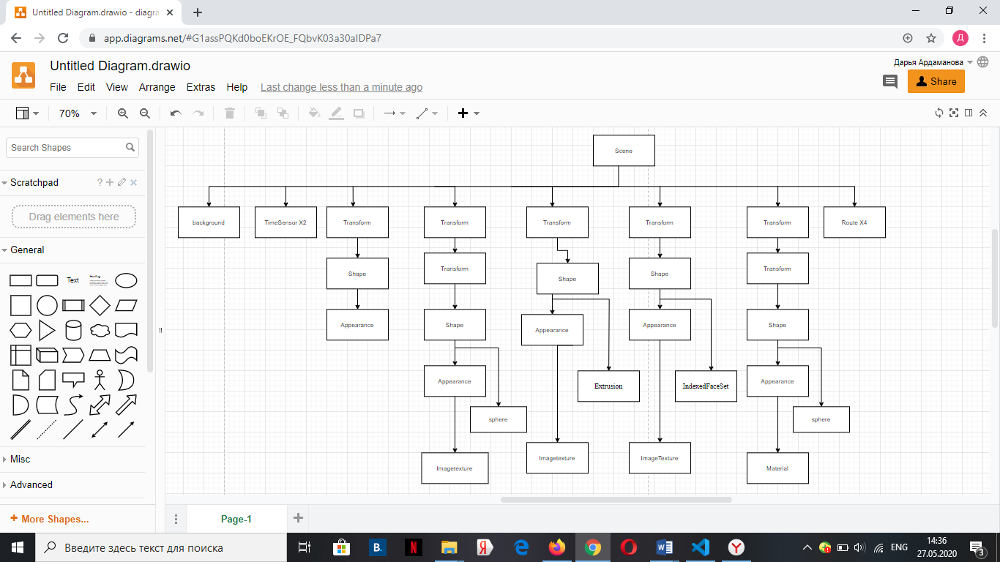 Untitled Diagram.drawio - diagra
app.diagrams.net/#G1assPQKd0boEKrOE_FQbvK03a30aIDPa7
Д
Untitled Diagram.drawio
Дарья Ардаманова
File Edit View Arrange Extras Help Last change less than a minute ago
Share
70%
Search Shapes
Scratchpad
?
Drag elements here
General
Text
Heading
Misc
Advanced
More Shapes...
Scene
background TimeSensor X2 Transform Transform Transform Transform Transform Route X4
Transform Transform
Shape Shape Shape
Appearance Shape Appearance Appearance Shape
Appearance Extrusion IndexedFaceSet Appearance
sphere sphere
Imagetexture Imagetexture ImageTexture Material
Page-1
Введите здесь текст для поиска
B.
N
Я
W
Y
ENG
14:36
27.05.2020
3